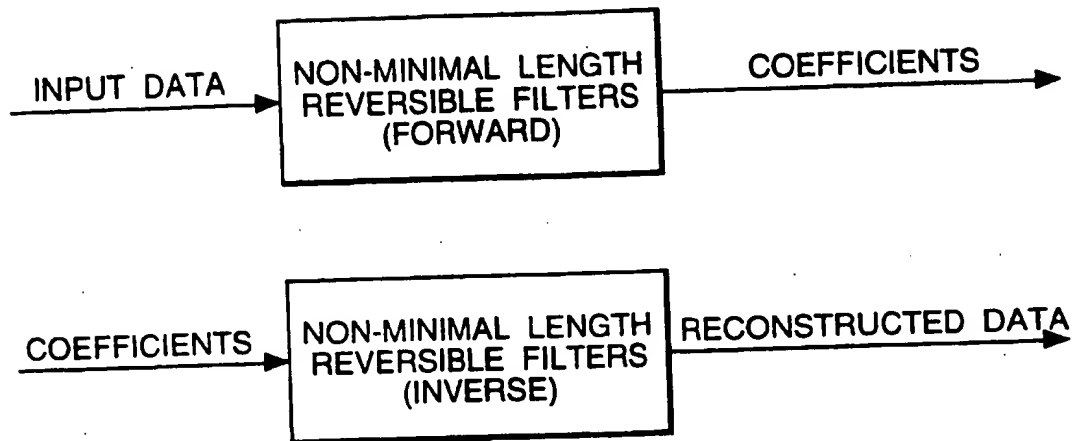 INPUT DATA
NON-MINIMAL LENGTH
REVERSIBLE FILTERS
(FORWARD)
COEFFICIENTS
COEFFICIENTS
NON-MINIMAL LENGTH
REVERSIBLE FILTERS
(INVERSE)
RECONSTRUCTED DATA